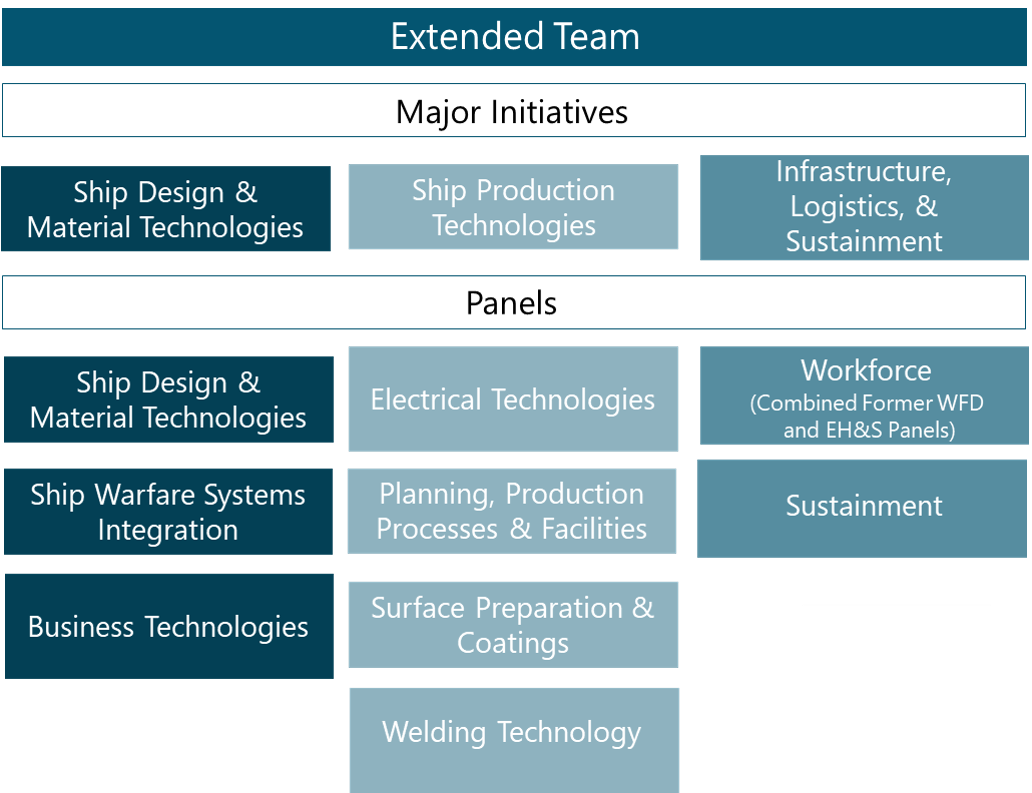 Extended Team
Major Initiatives
Ship Design &
Material Technologies
Ship Production
Technologies
Infrastructure,
Logistics, &
Sustainment
Panels
Ship Design &
Material Technologies
Electrical Technologies
Workforce
(Combined Former WFD
and EH&S Panels)
Ship Warfare Systems
Integration
Planning, Production
Processes & Facilities
Sustainment
Business Technologies
Surface Preparation &
Coatings
Welding Technology